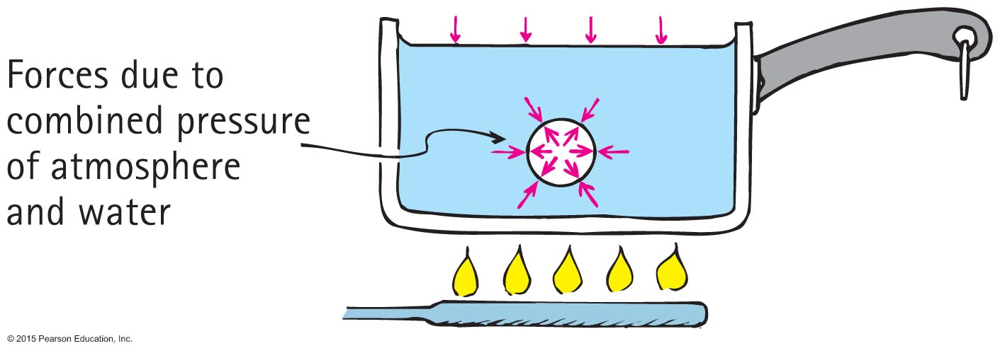 Forces due to
combined pressure
of atmosphere
and water
© 2015 Pearson Education, Inc.